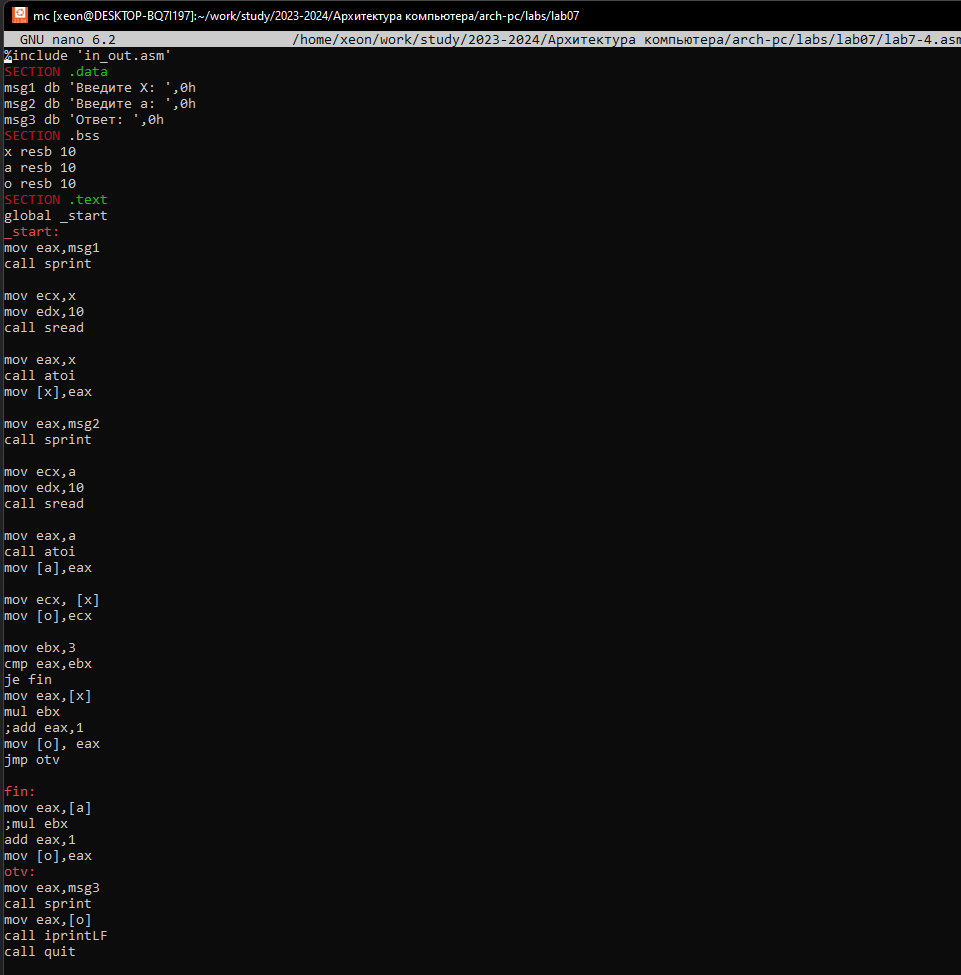 mc [xeon@DESKTOP-BQ7I197]:~/work/study/2023-2024/Архитектура компьютера/arch-pc/labs/lab07
GNU nano 6.2 /home/xeon/work/study/2023-2024/Архитектура компьютера/arch-pc/labs/lab07/lab7-4.asm
%include 'in_out.asm'
SECTION .data
msg1 db 'Введите X: ',0h
msg2 db 'Введите a: ',0h
msg3 db 'Ответ: ',0h
SECTION .bss
x resb 10
a resb 10
o resb 10
SECTION .text
global _start
_start:
mov eax,msg1
call sprint
mov ecx,x
mov edx,10
call sread
mov eax,x
call atoi
mov [x],eax
mov eax,msg2
call sprint
mov ecx,a
mov edx,10
call sread
mov eax,a
call atoi
mov [a],eax
mov ecx, [x]
mov [o],ecx
mov ebx,3
cmp eax,ebx
je fin
mov eax,[x]
mul ebx
;add eax,1
mov [o], eax
jmp otv
fin:
mov eax,[a]
;mul ebx
add eax,1
mov [o],eax
otv:
mov eax,msg3
call sprint
mov eax,[o]
call iprintLF
call quit